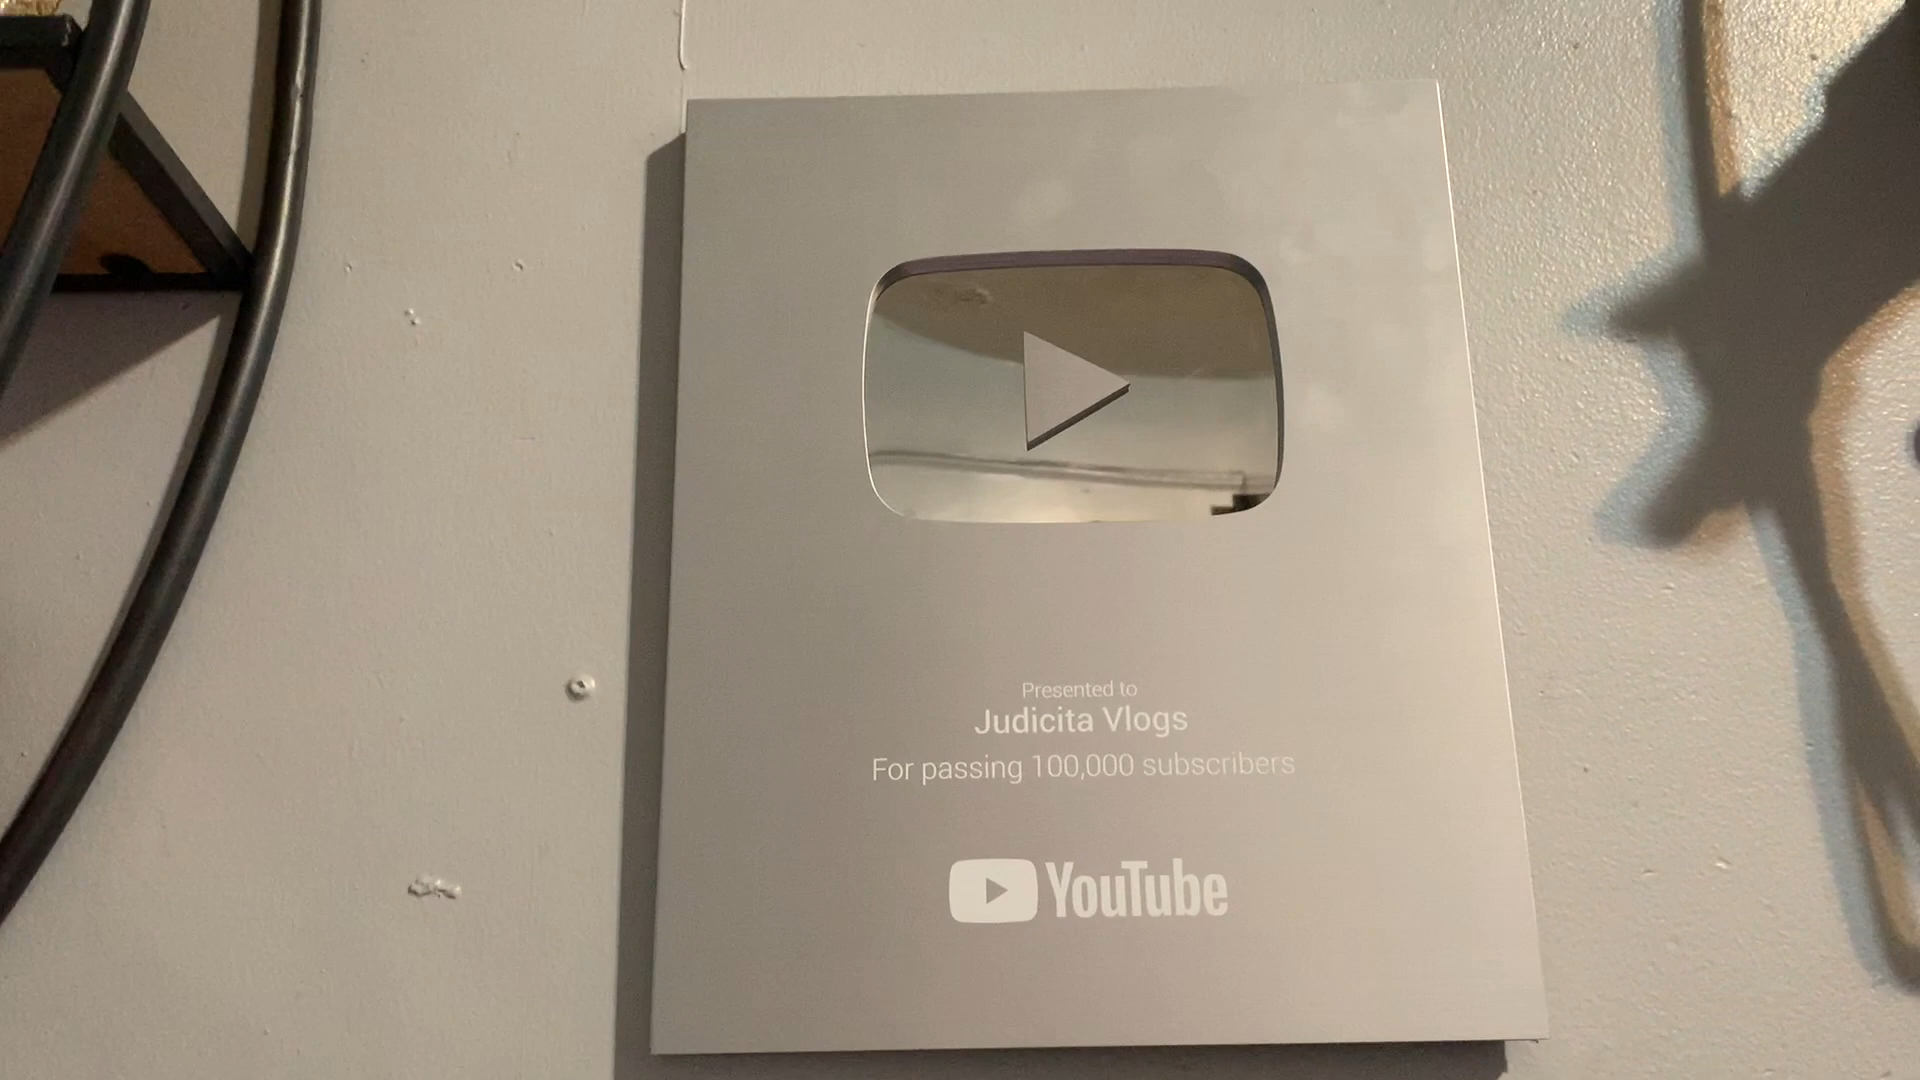 Presented to
Judicita Vlogs
For passing 100,000 subscribers
YouTube